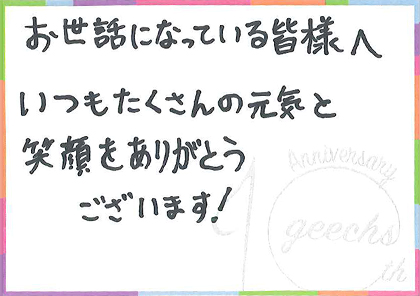 お世話になっている皆様へ
いつもたくさんの元気と
笑顔をありがとう
ございます!
Anniversary
10
geechs
th